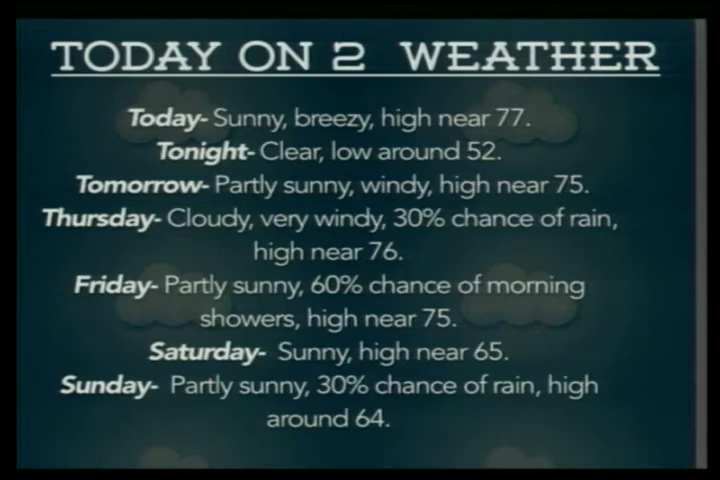 TODAY ON 2 WEATHER
Today- Sunny, breezy, high near 77.
Tonight- Clear, low around 52.
Tomorrow- Partly sunny, windy, high near 75.
Thursday- Cloudy, very windy, 30% chance of rain,
high near 76.
Friday- Partly sunny, 60% chance of morning
showers, high near 75.
Saturday- Sunny, high near 65.
Sunday- Partly sunny, 30% chance of rain, high
around 64.